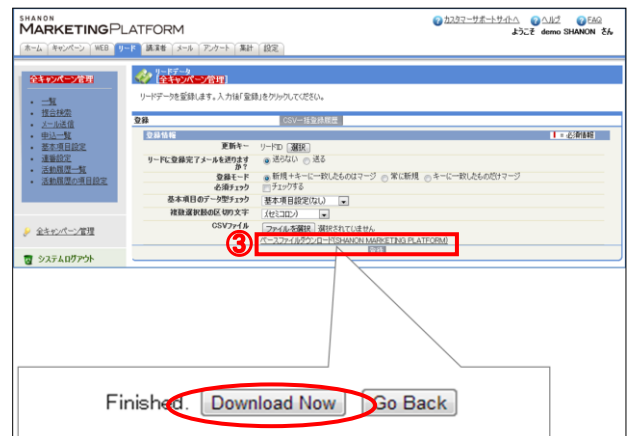 SHANON
MARKETINGPLATFORM
カスタマーサポートサイトへ ヘルプ FAQ
ようこそ demo SHANON さん
ホーム キャンペーン WEB リード 講演者 メール アンケート 集計 設定
全キャンペーン管理
一覧
複合検索
メール送信
申込一覧
基本項目設定
連番設定
活動履歴一覧
活動履歴の項目設定
全キャンペーン管理
システムログアウト
リードデータ
[全キャンペーン管理]
リードデータを登録します。入力後「登録」をクリックしてください。
登録 CSV一括登録履歴
登録情報 ! = 必須情報
更新キー リードID 選択
リードに登録完了メールを送りますか? 送らない 送る
登録モード 新規+キーに一致したものはマージ 常に新規 キーに一致したものだけマージ
必須チェック チェックする
基本項目のデータ型チェック 基本項目設定(なし)
複数選択肢の区切り文字 ;(セミコロン)
CSVファイル ファイルを選択 選択されていません
③ ベースファイルダウンロード(SHANON MARKETING PLATFORM)
登録
Finished. Download Now Go Back